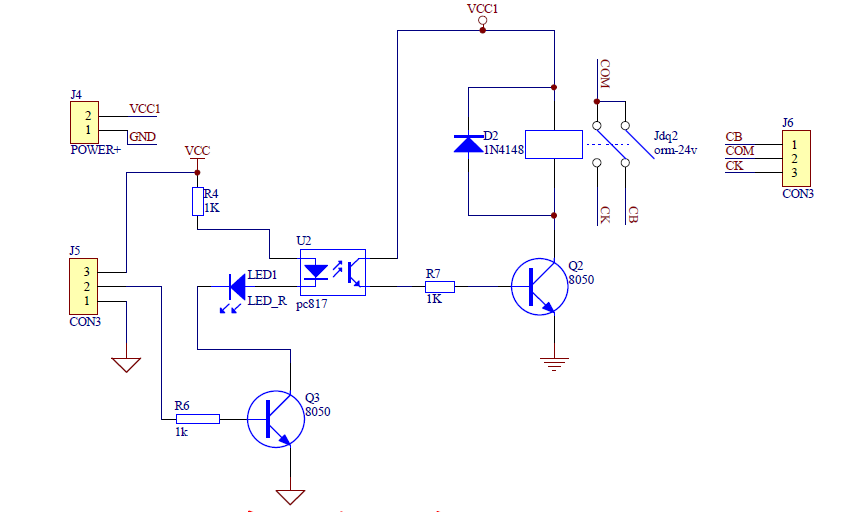 VCC1
COM
J4
2
VCC1
1
GND
POWER+
D2
1N4148
Jdq2
orm-24v
J6
CB
1
COM
2
CK
3
CON3
VCC
R4
1K
CK
CB
U2
J5
3
2
1
CON3
LED1
LED_R
pc817
R7
1K
Q2
8050
R6
1k
Q3
8050